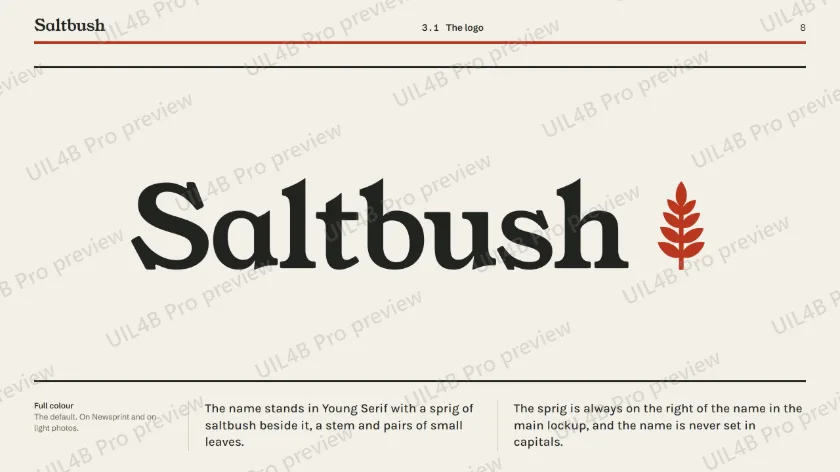 Saltbush
3.1 The logo
8
Saltbush
Full colour
The default. On Newsprint and on
light photos.
The name stands in Young Serif with a sprig of
saltbush beside it, a stem and pairs of small
leaves.
The sprig is always on the right of the name in the
main lockup, and the name is never set in
capitals.
UIL4B Pro preview